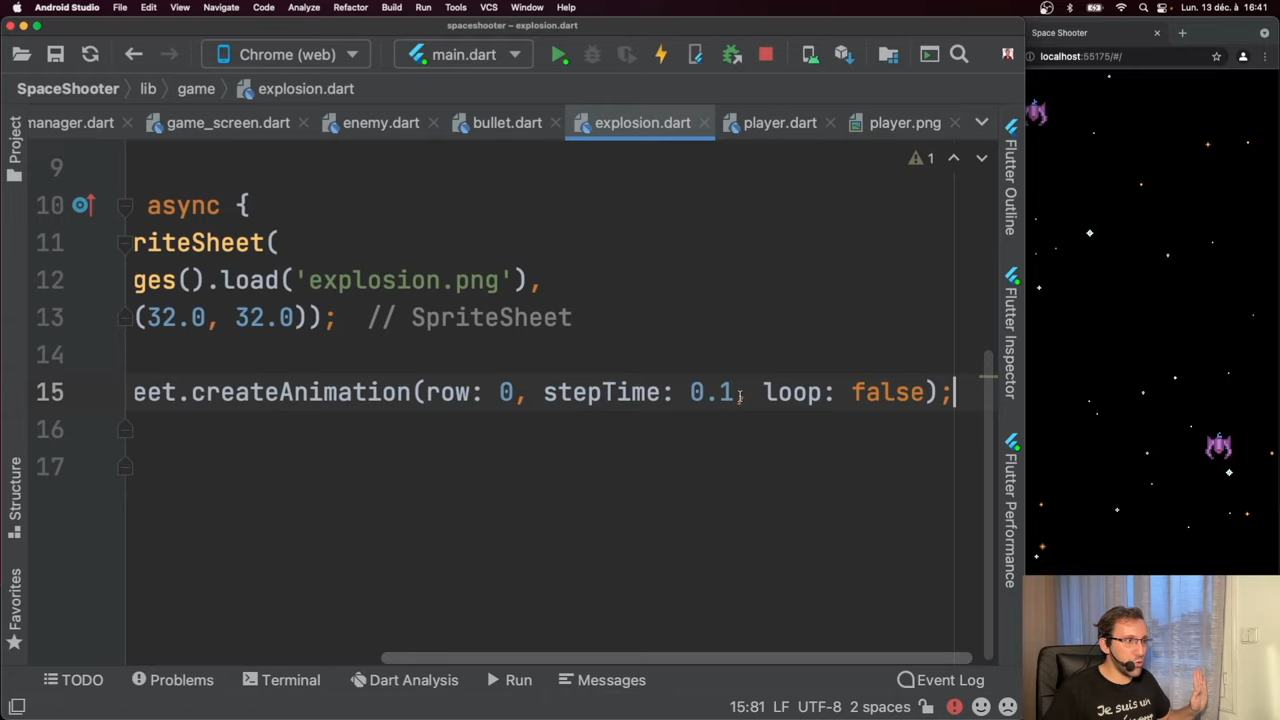 Android Studio File Edit View Navigate Code Analyze Refactor Build Run Tools VCS Window Help
Lun. 13 déc. à 16:41
spaceshooter – explosion.dart
Space Shooter
Chrome (web)
main.dart
localhost:55175/#/
SpaceShooter lib game explosion.dart
manager.dart game_screen.dart enemy.dart bullet.dart explosion.dart player.dart player.png
Project
Structure
Favorites
9
1
10 async {
11 riteSheet(
12 ges().load('explosion.png'),
13 (32.0, 32.0)); // SpriteSheet
14
15 eet.createAnimation(row: 0, stepTime: 0.1, loop: false);
16
17
Flutter Outline
Flutter Inspector
Flutter Performance
TODO Problems Terminal Dart Analysis Run Messages Event Log
15:81 LF UTF-8 2 spaces
Je suis un